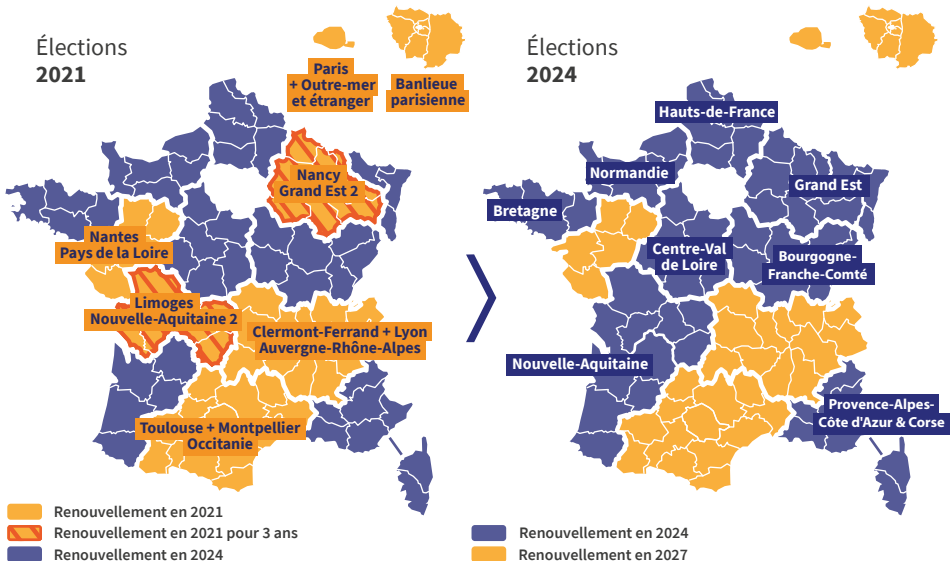 Élections
2021
Paris
+ Outre-mer
et étranger
Banlieue
parisienne
Nancy
Grand Est 2
Nantes
Pays de la Loire
Limoges
Nouvelle-Aquitaine 2
Clermont-Ferrand + Lyon
Auvergne-Rhône-Alpes
Toulouse + Montpellier
Occitanie
Renouvellement en 2021
Renouvellement en 2021 pour 3 ans
Renouvellement en 2024
Élections
2024
Hauts-de-France
Normandie
Grand Est
Bretagne
Centre-Val
de Loire
Bourgogne-
Franche-Comté
Nouvelle-Aquitaine
Provence-Alpes-
Côte d'Azur & Corse
Renouvellement en 2024
Renouvellement en 2027